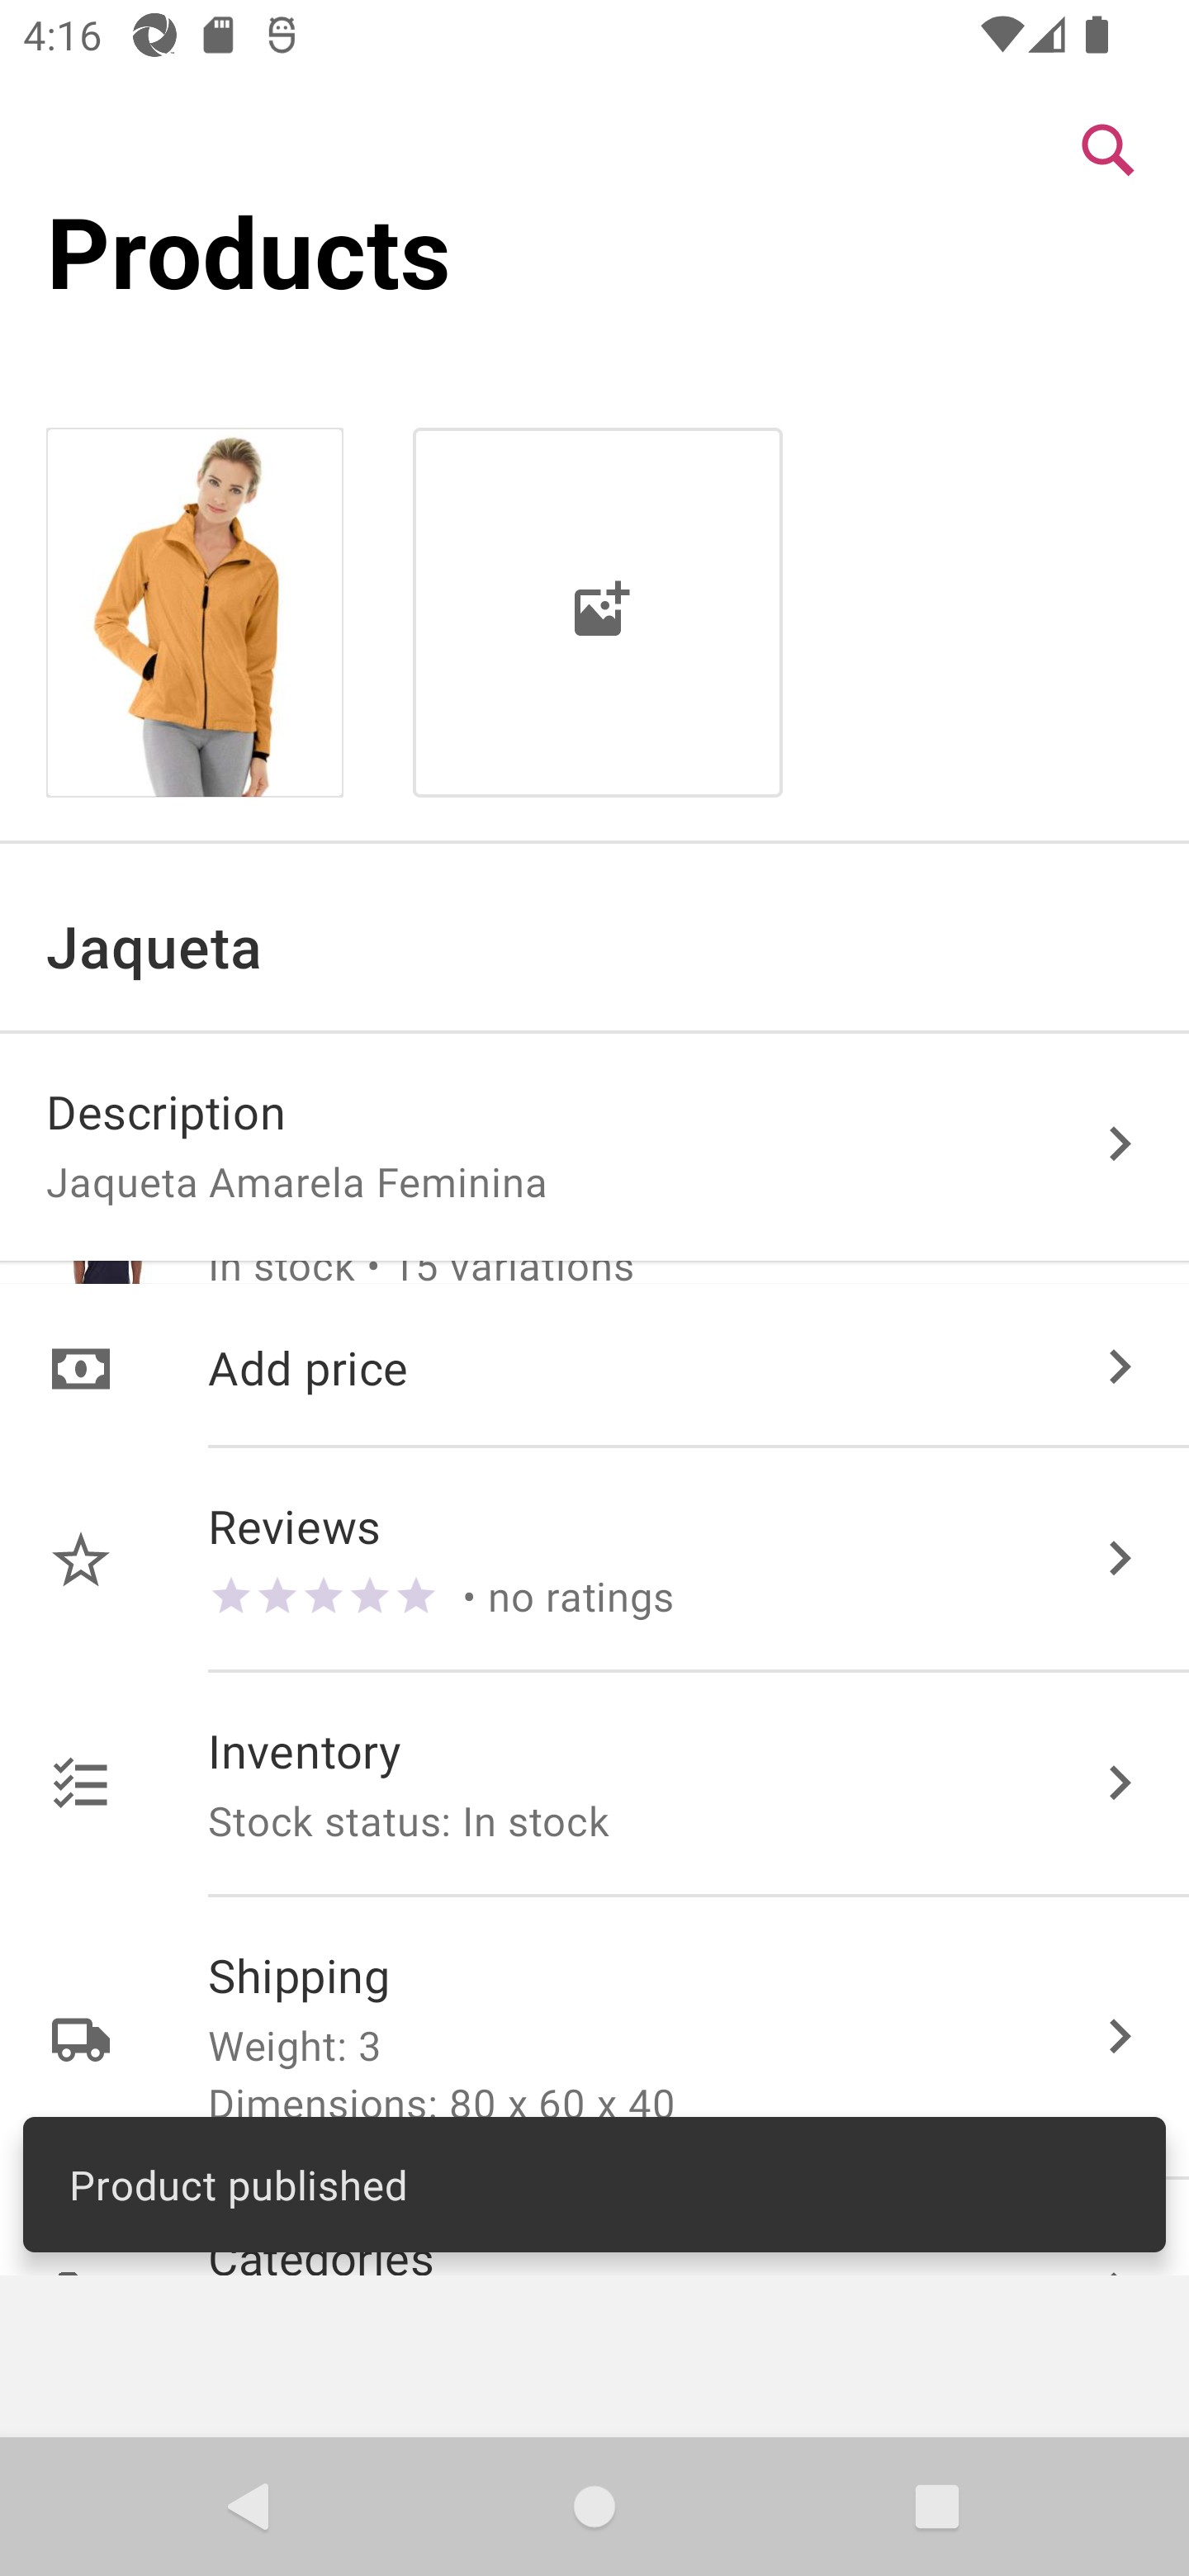 4:16
Products
Jaqueta
Description
Jaqueta Amarela Feminina
In stock • 15 variations
Add price
Reviews
• no ratings
Inventory
Stock status: In stock
Shipping
Weight: 3
Dimensions: 80 x 60 x 40
Product published
Categories